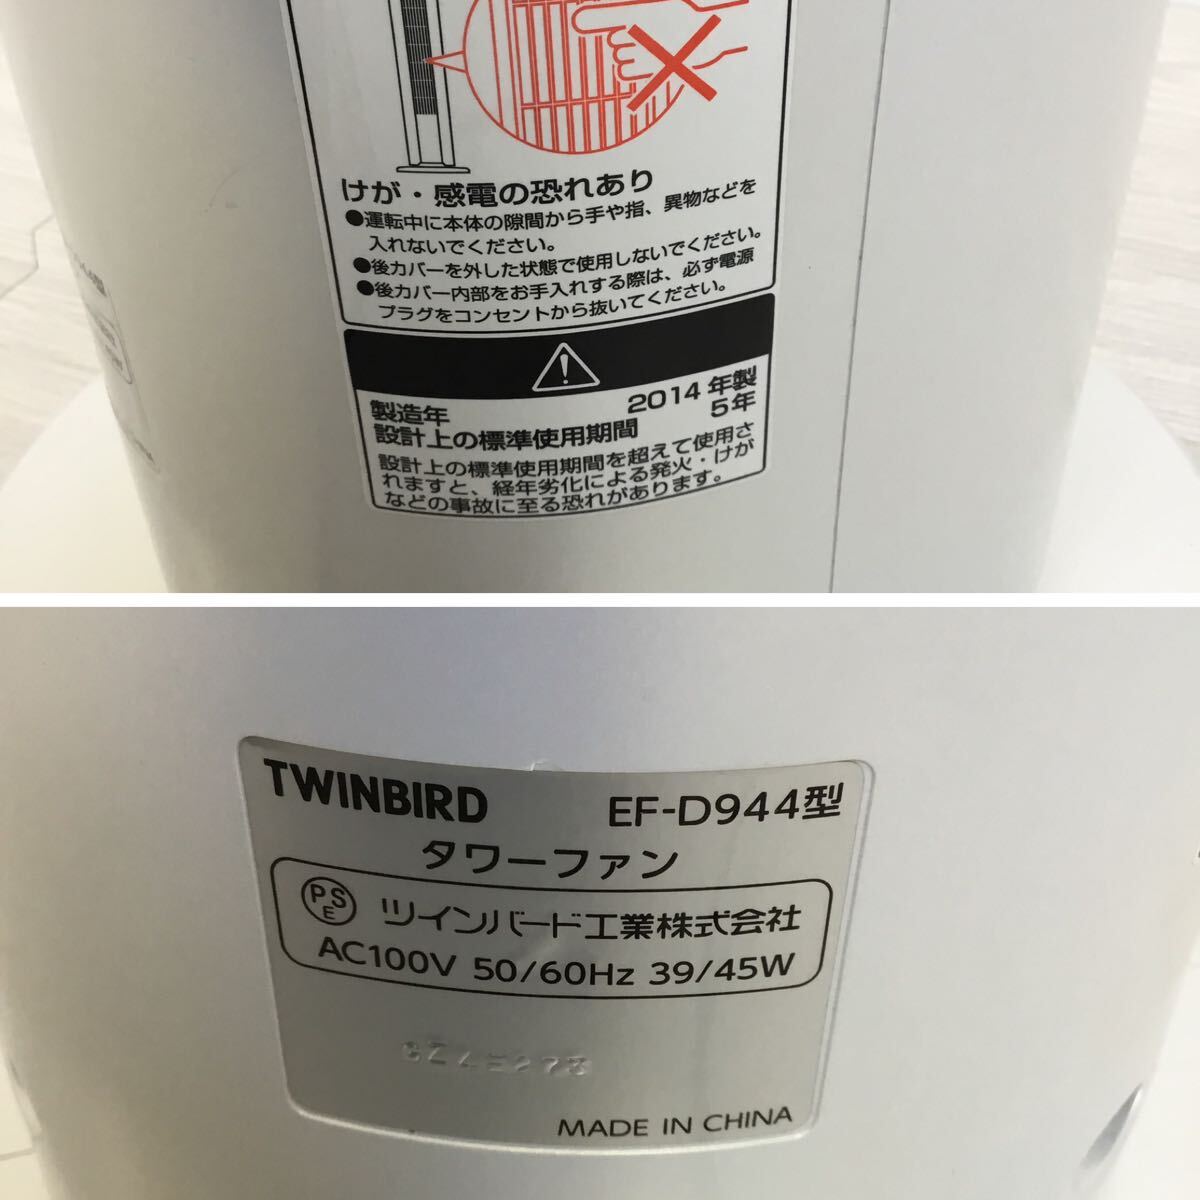 けが・感電の恐れあり
●運転中に本体の隙間から手や指、異物などを
入れないでください。
●後カバーを外した状態で使用しないでください。
●後カバー内部をお手入れする際は、必ず電源
プラグをコンセントから抜いてください。
製造年 2014年製
設計上の標準使用期間 5年
設計上の標準使用期間を超えて使用さ
れますと、経年劣化による発火・けが
などの事故に至る恐れがあります。
TWINBIRD EF-D944型
タワーファン
PSE ツインバード工業株式会社
AC100V 50/60Hz 39/45W
MADE IN CHINA